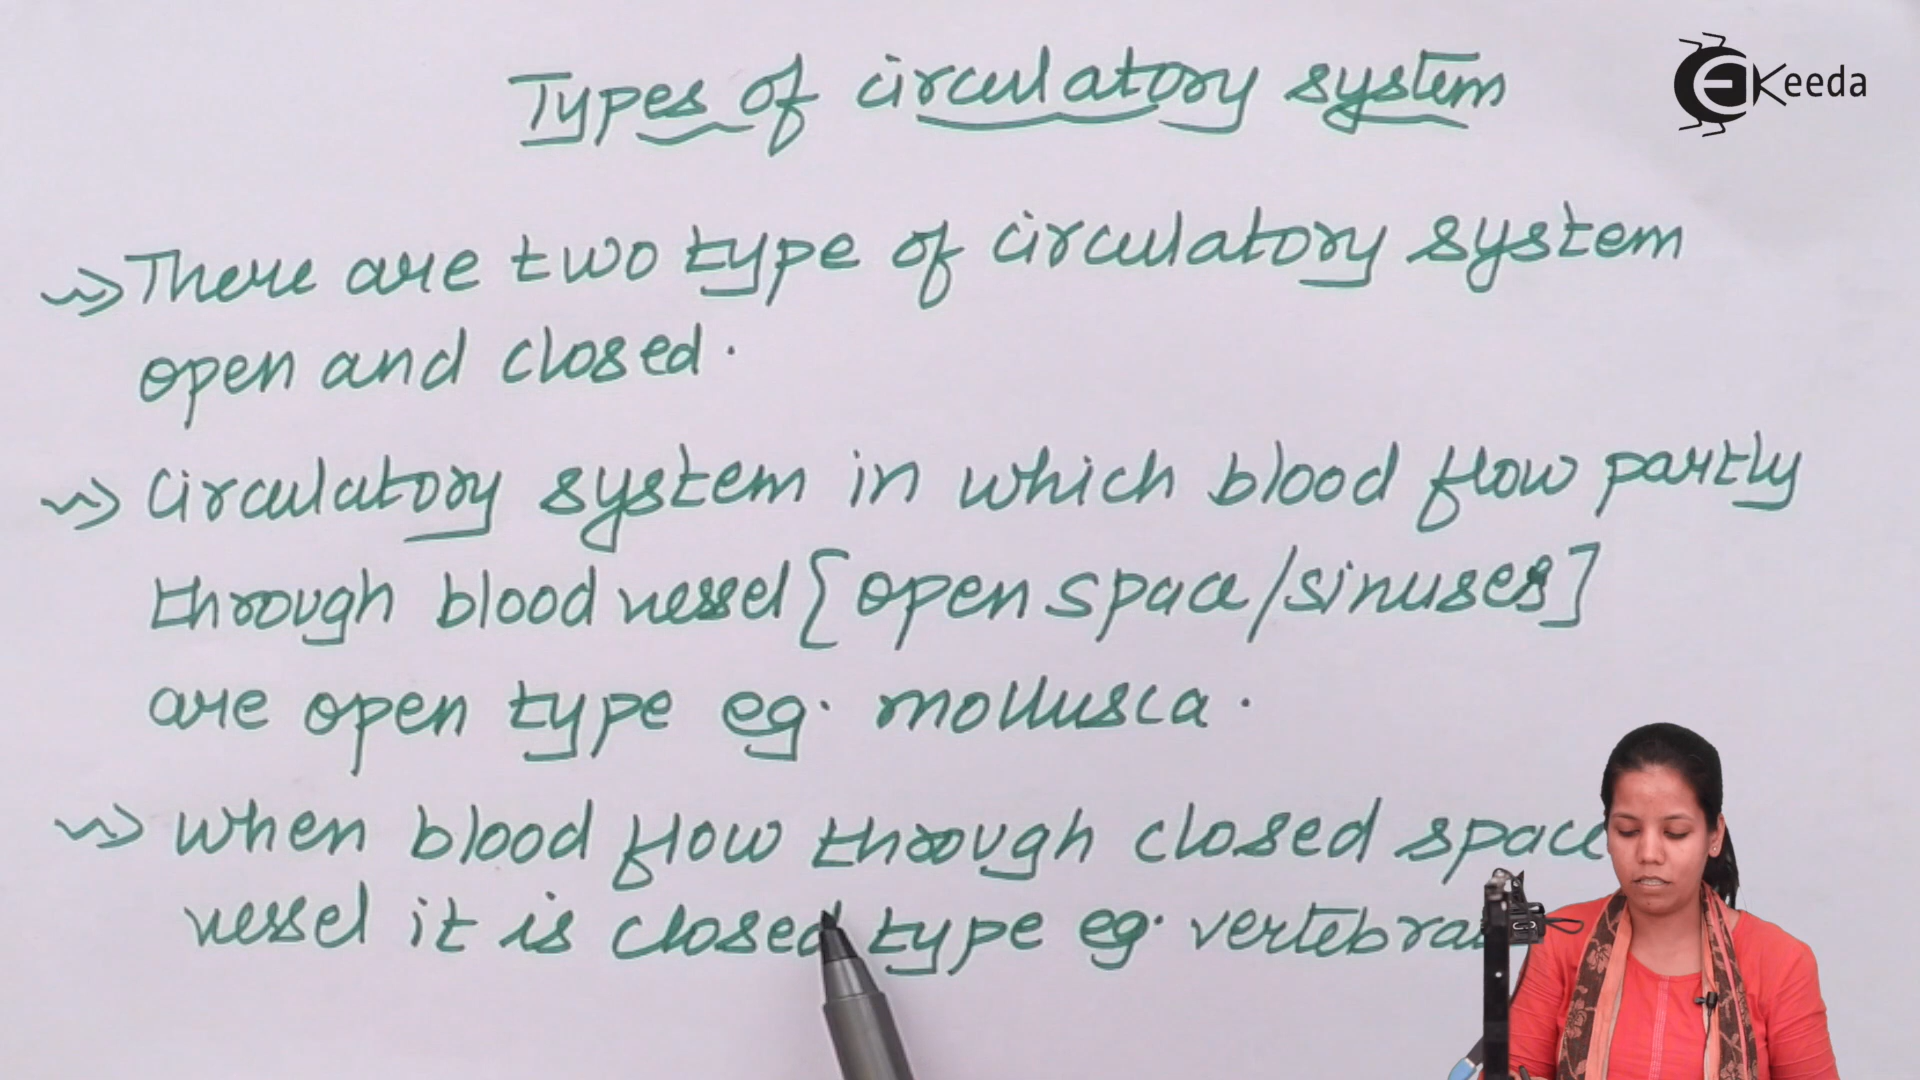 Types of circulatory system
EKeeda
There are two type of circulatory system
open and closed.
Circulatory system in which blood flow partly
through blood vessel [open space/sinuses]
are open type eg. mollusca.
When blood flow through closed space
vessel it is closed type eg.